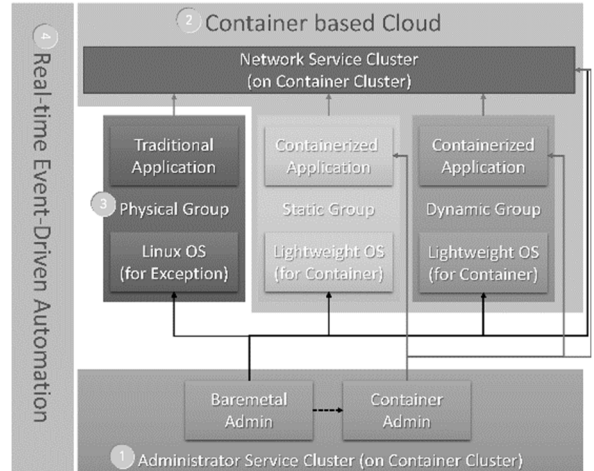 4
Real-time Event-Driven Automation
2
Container based Cloud
Network Service Cluster
(on Container Cluster)
Traditional
Application
3
Physical Group
Linux OS
(for Exception)
Containerized
Application
Static Group
Lightweight OS
(for Container)
Containerized
Application
Dynamic Group
Lightweight OS
(for Container)
Baremetal
Admin
Container
Admin
1
Administrator Service Cluster (on Container Cluster)